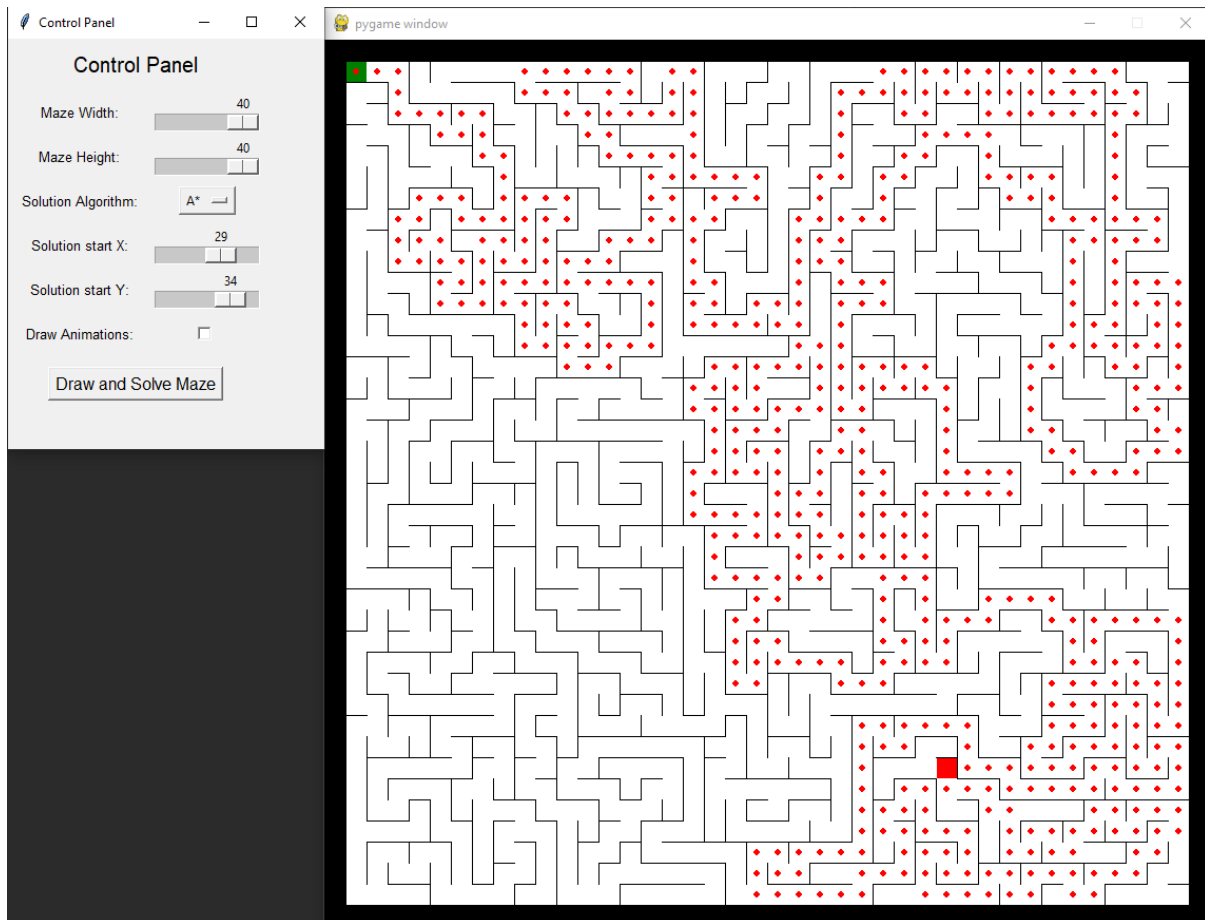 Control Panel
pygame window
Control Panel
40
Maze Width:
40
Maze Height:
Solution Algorithm:
A*
29
Solution start X:
34
Solution start Y:
Draw Animations:
Draw and Solve Maze